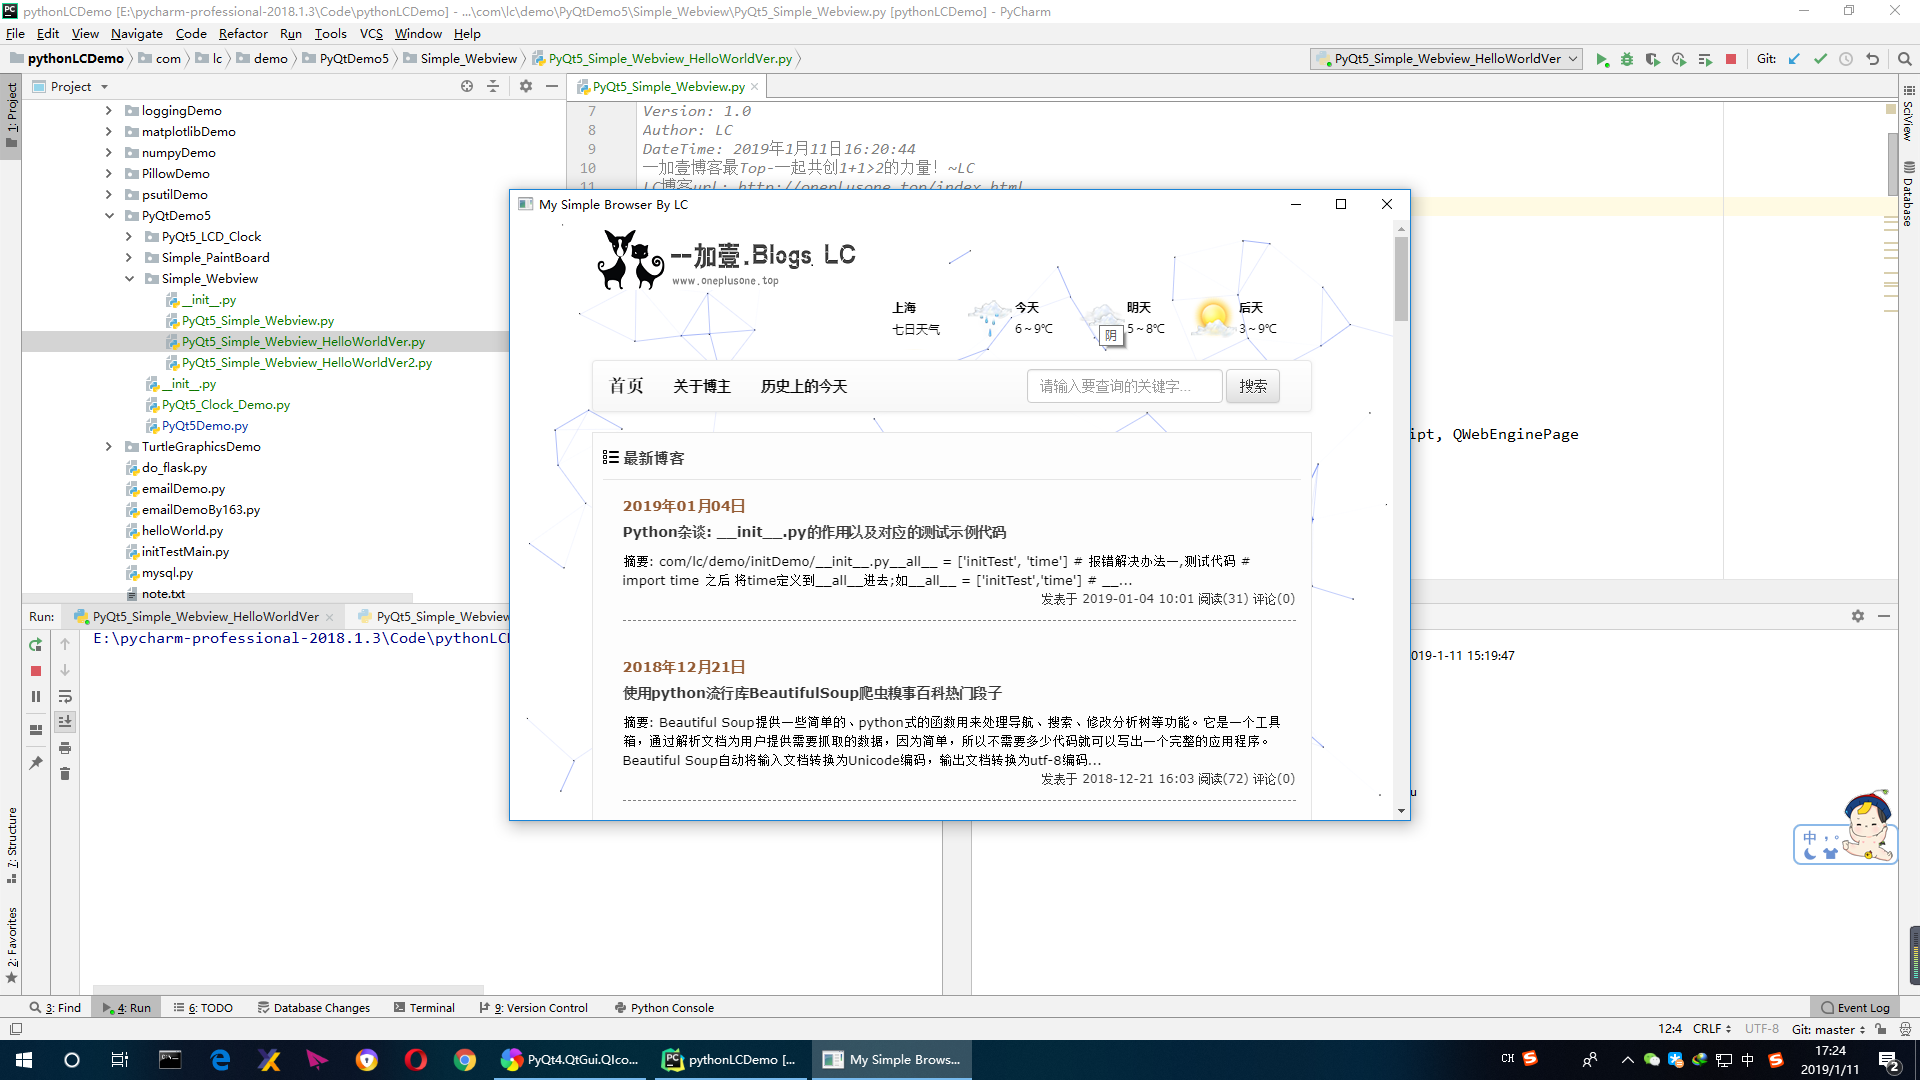 pythonLCDemo [E:\pycharm-professional-2018.1.3\Code\pythonLCDemo] - ...\com\lc\demo\PyQtDemo5\Simple_Webview\PyQt5_Simple_Webview.py [pythonLCDemo] - PyCharm
File Edit View Navigate Code Refactor Run Tools VCS Window Help
pythonLCDemo com lc demo PyQtDemo5 Simple_Webview PyQt5_Simple_Webview_HelloWorldVer.py
PyQt5_Simple_Webview_HelloWorldVer Git:
1: Project
Project
loggingDemo
matplotlibDemo
numpyDemo
PillowDemo
psutilDemo
PyQtDemo5
PyQt5_LCD_Clock
Simple_PaintBoard
Simple_Webview
__init__.py
PyQt5_Simple_Webview.py
PyQt5_Simple_Webview_HelloWorldVer.py
PyQt5_Simple_Webview_HelloWorldVer2.py
__init__.py
PyQt5_Clock_Demo.py
PyQt5Demo.py
TurtleGraphicsDemo
do_flask.py
emailDemo.py
emailDemoBy163.py
helloWorld.py
initTestMain.py
mysql.py
note.txt
PyQt5_Simple_Webview.py
7 Version: 1.0
8 Author: LC
9 DateTime: 2019年1月11日16:20:44
10 一加壹博客最Top-一起共创1+1>2的力量! ~LC
11 LC博客url: http://oneplusone.top/index.html
ipt, QWebEnginePage
SciView
Database
My Simple Browser By LC
一加壹.Blogs LC
www.oneplusone.top
上海 今天 明天 后天
七日天气 6～9℃ 5～8℃ 3～9℃
阴
首页 关于博主 历史上的今天 请输入要查询的关键字... 搜索
最新博客
2019年01月04日
Python杂谈: __init__.py的作用以及对应的测试示例代码
摘要: com/lc/demo/initDemo/__init__.py__all__ = ['initTest', 'time'] # 报错解决办法一,测试代码 #
import time 之后 将time定义到__all__进去;如__all__ = ['initTest','time'] # __...
发表于 2019-01-04 10:01 阅读(31) 评论(0)
2018年12月21日
使用python流行库BeautifulSoup爬虫糗事百科热门段子
摘要: Beautiful Soup提供一些简单的、python式的函数用来处理导航、搜索、修改分析树等功能。它是一个工具
箱，通过解析文档为用户提供需要抓取的数据，因为简单，所以不需要多少代码就可以写出一个完整的应用程序。
Beautiful Soup自动将输入文档转换为Unicode编码，输出文档转换为utf-8编码...
发表于 2018-12-21 16:03 阅读(72) 评论(0)
Run: PyQt5_Simple_Webview_HelloWorldVer PyQt5_Simple_Webview
E:\pycharm-professional-2018.1.3\Code\pythonLC
019-1-11 15:19:47
u
中
7: Structure
2: Favorites
3: Find 4: Run 6: TODO Database Changes Terminal 9: Version Control Python Console Event Log
12:4 CRLF UTF-8 Git: master
PyQt4.QtGui.QIco... pythonLCDemo [... My Simple Brows...
CH 中 17:24
2019/1/11
2